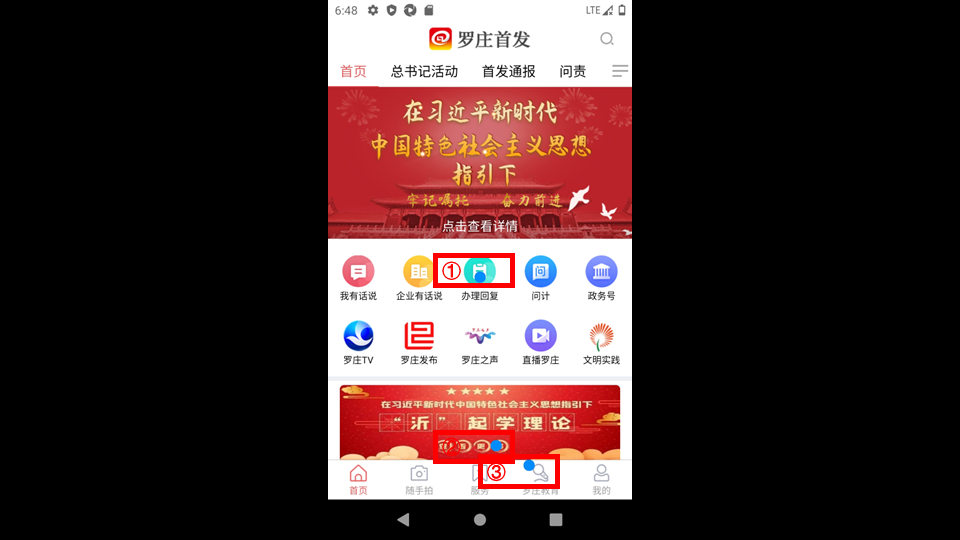 6:48 LTE
罗庄首发
首页 总书记活动 首发通报 问责
在习近平新时代
中国特色社会主义思想
指引下
牢记嘱托 奋力前进
点击查看详情
①
我有话说 企业有话说 办理回复 问计 政务号
罗庄TV 罗庄发布 罗庄之声 直播罗庄 文明实践
在习近平新时代中国特色社会主义思想指引下
“沂”起学理论
③
首页 随手拍 服务 罗庄教育 我的